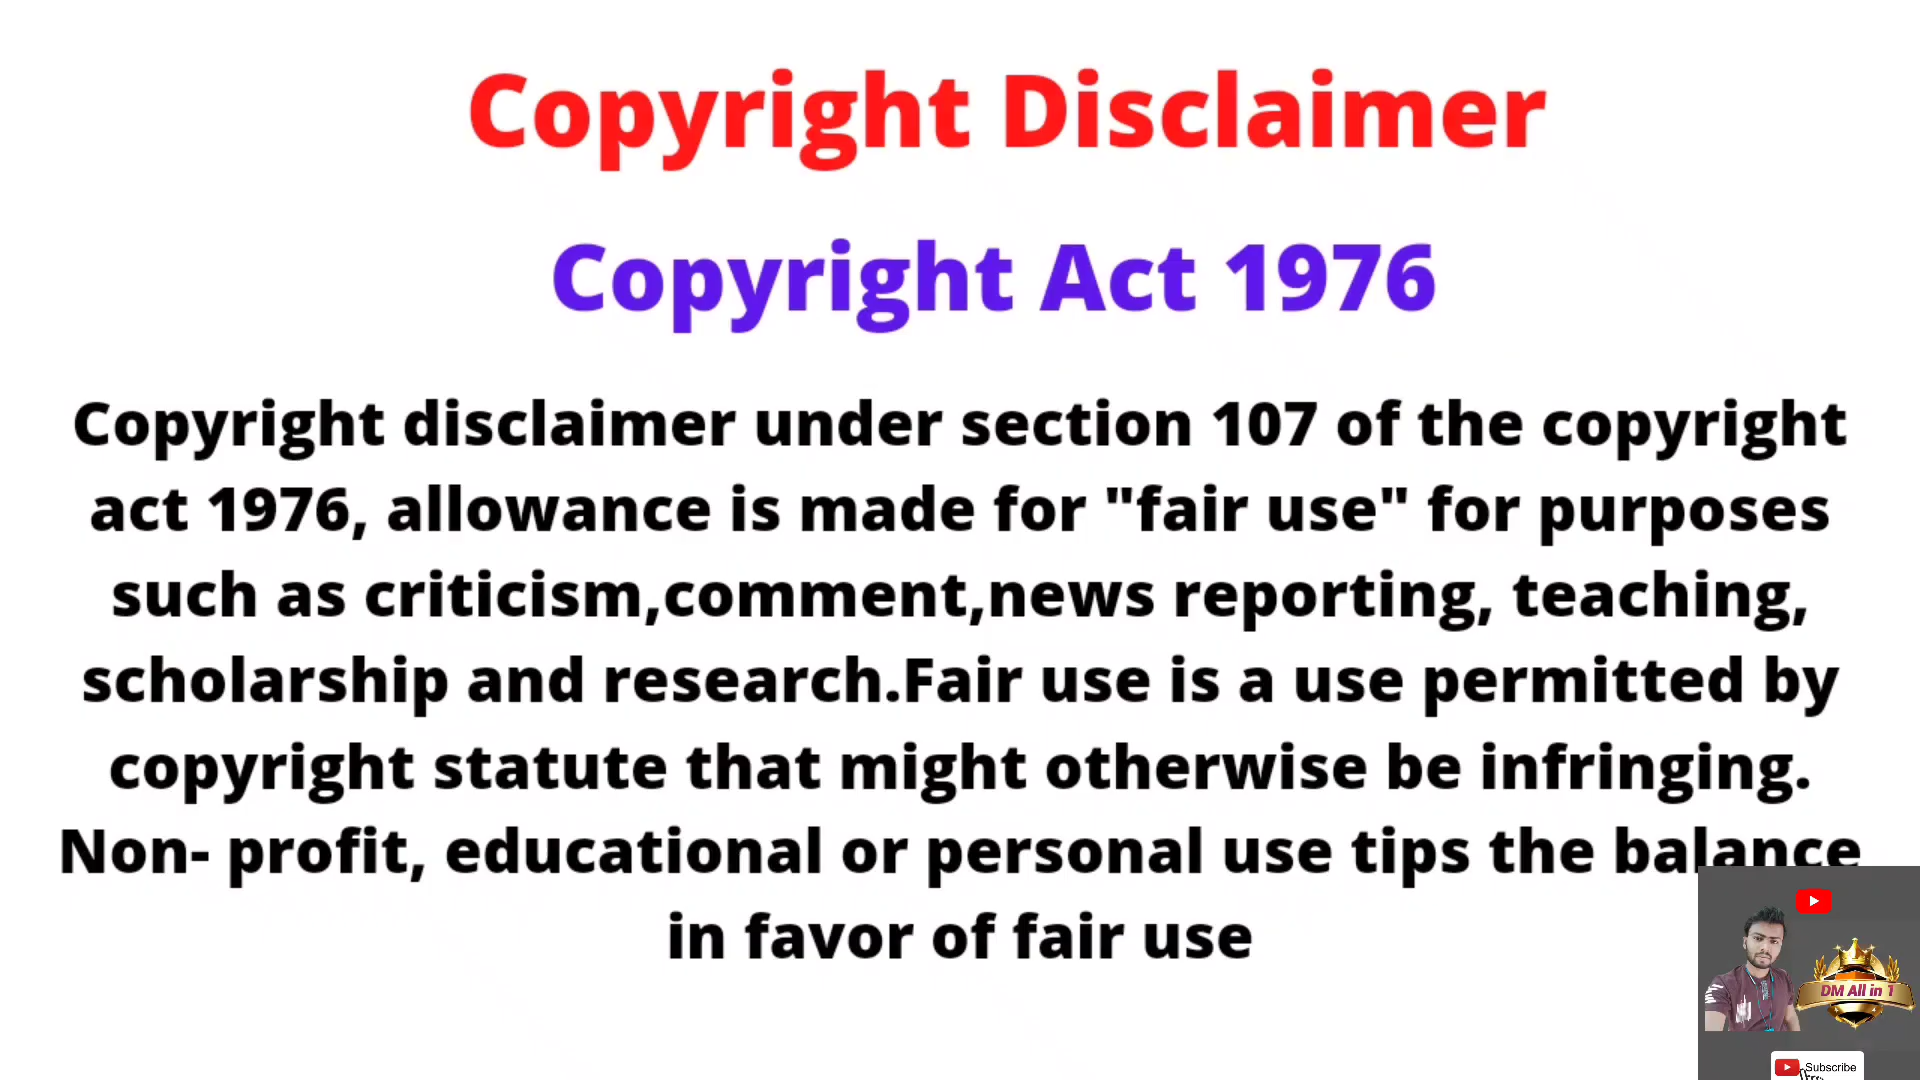 Copyright Disclaimer
Copyright Act 1976
Copyright disclaimer under section 107 of the copyright
act 1976, allowance is made for "fair use" for purposes
such as criticism,comment,news reporting, teaching,
scholarship and research.Fair use is a use permitted by
copyright statute that might otherwise be infringing.
Non- profit, educational or personal use tips the balance
in favor of fair use
DM All in 1
Subscribe